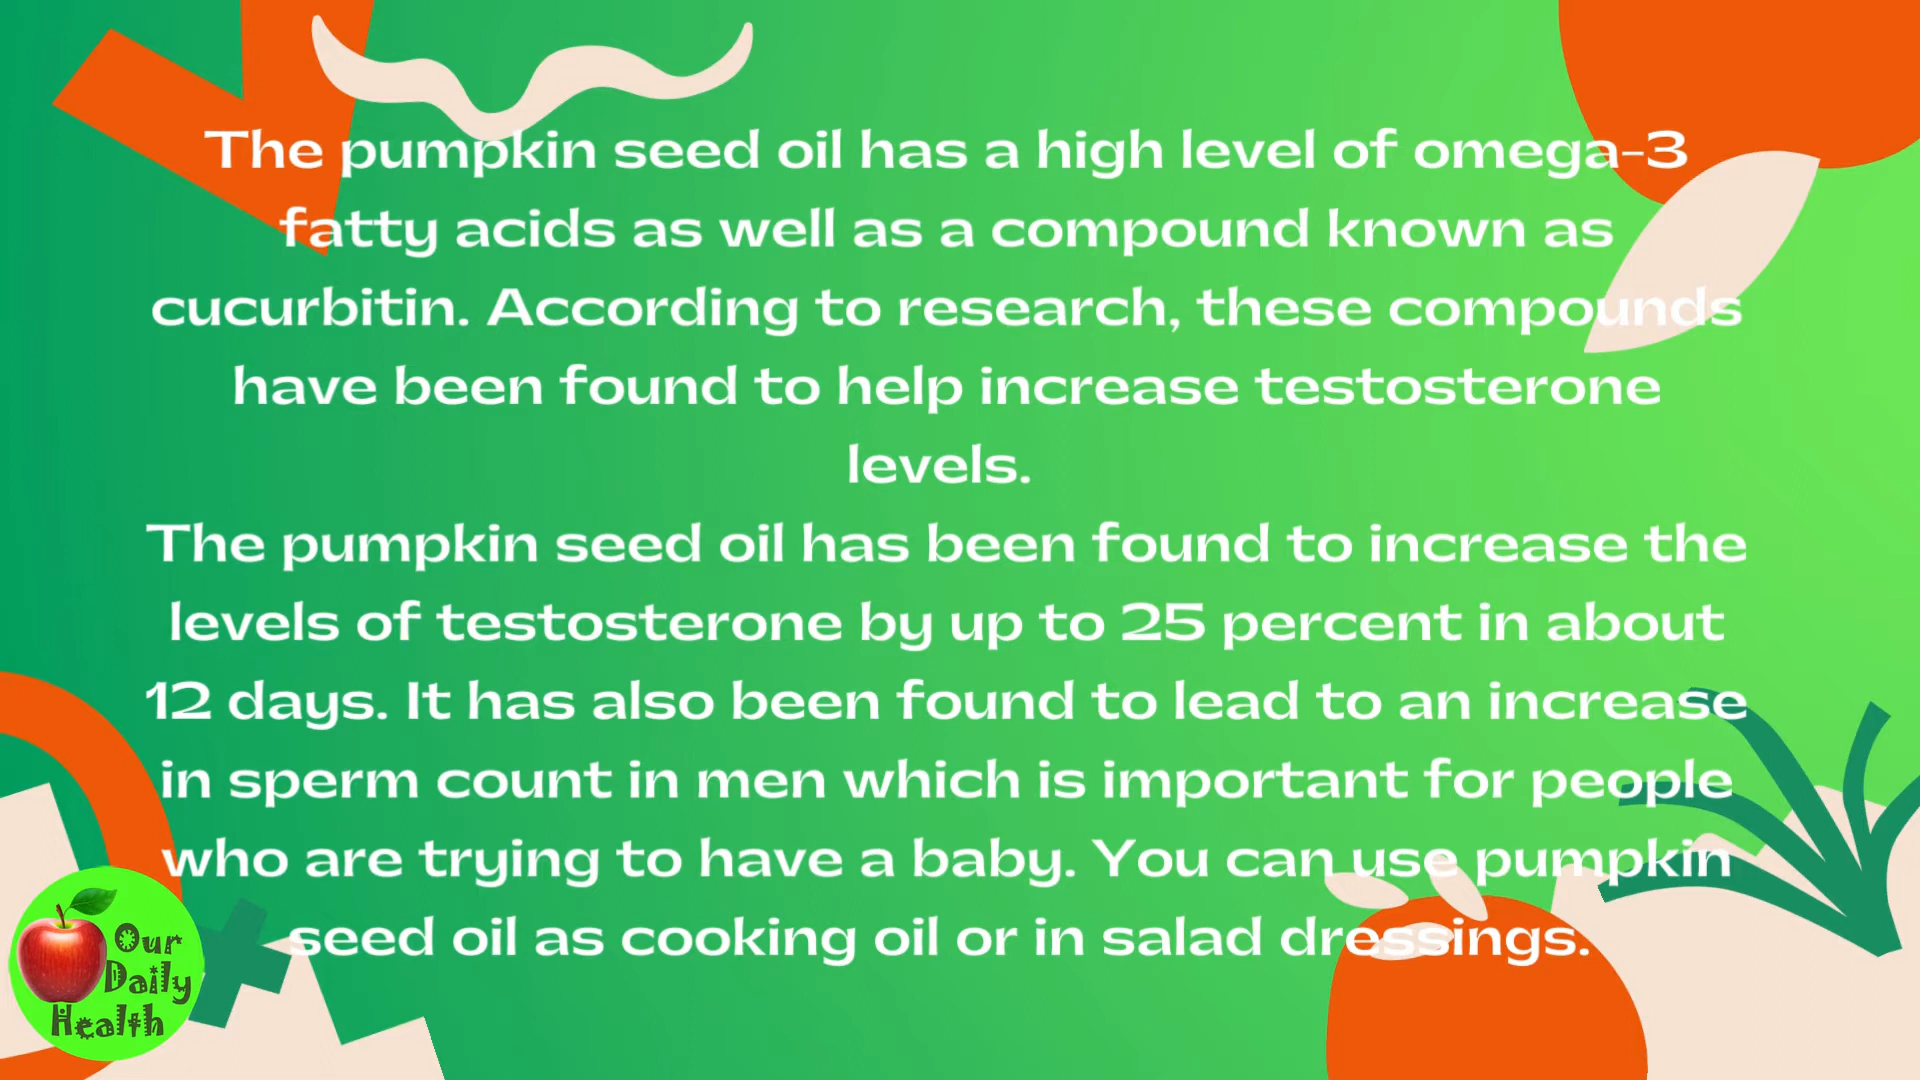 The pumpkin seed oil has a high level of omega-3
fatty acids as well as a compound known as
cucurbitin. According to research, these compounds
have been found to help increase testosterone
levels.
The pumpkin seed oil has been found to increase the
levels of testosterone by up to 25 percent in about
12 days. It has also been found to lead to an increase
in sperm count in men which is important for people
who are trying to have a baby. You can use pumpkin
seed oil as cooking oil or in salad dressings.
Our
Daily
Health